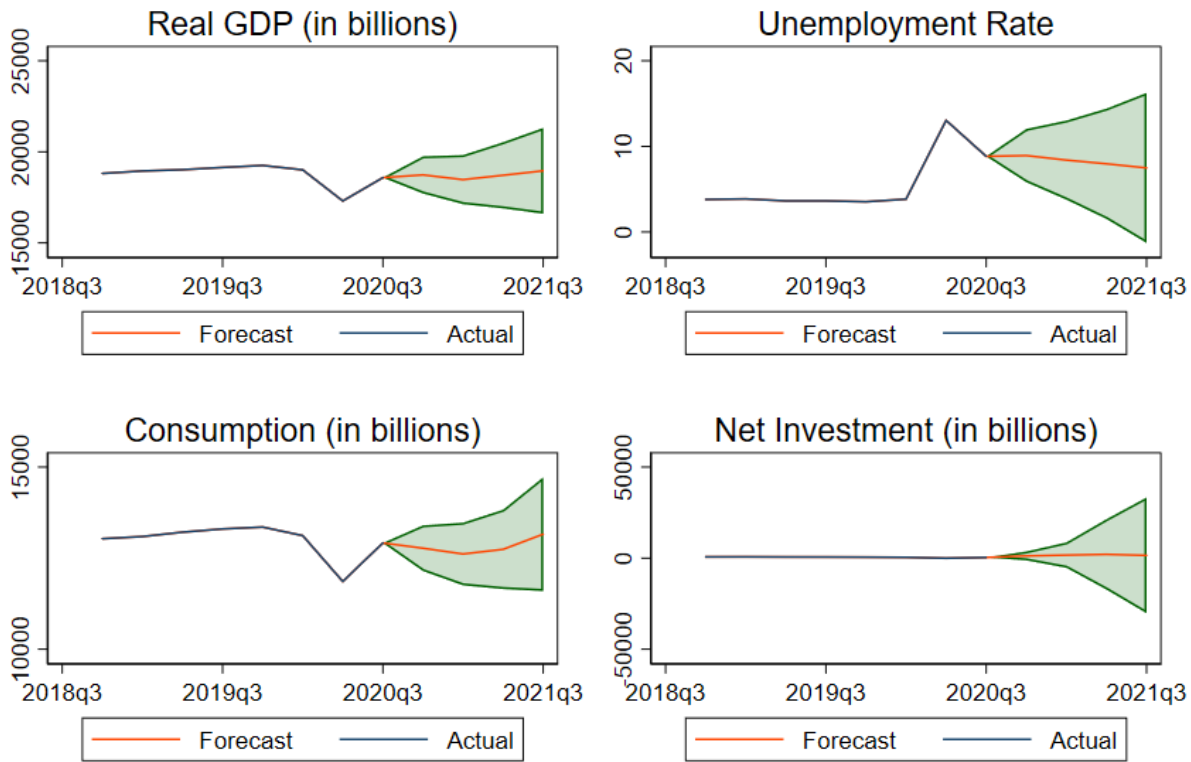 Real GDP (in billions)
25000
20000
15000
2018q3 2019q3 2020q3 2021q3
Forecast Actual
Unemployment Rate
20
10
0
2018q3 2019q3 2020q3 2021q3
Forecast Actual
Consumption (in billions)
15000
10000
2018q3 2019q3 2020q3 2021q3
Forecast Actual
Net Investment (in billions)
50000
0
-50000
2018q3 2019q3 2020q3 2021q3
Forecast Actual